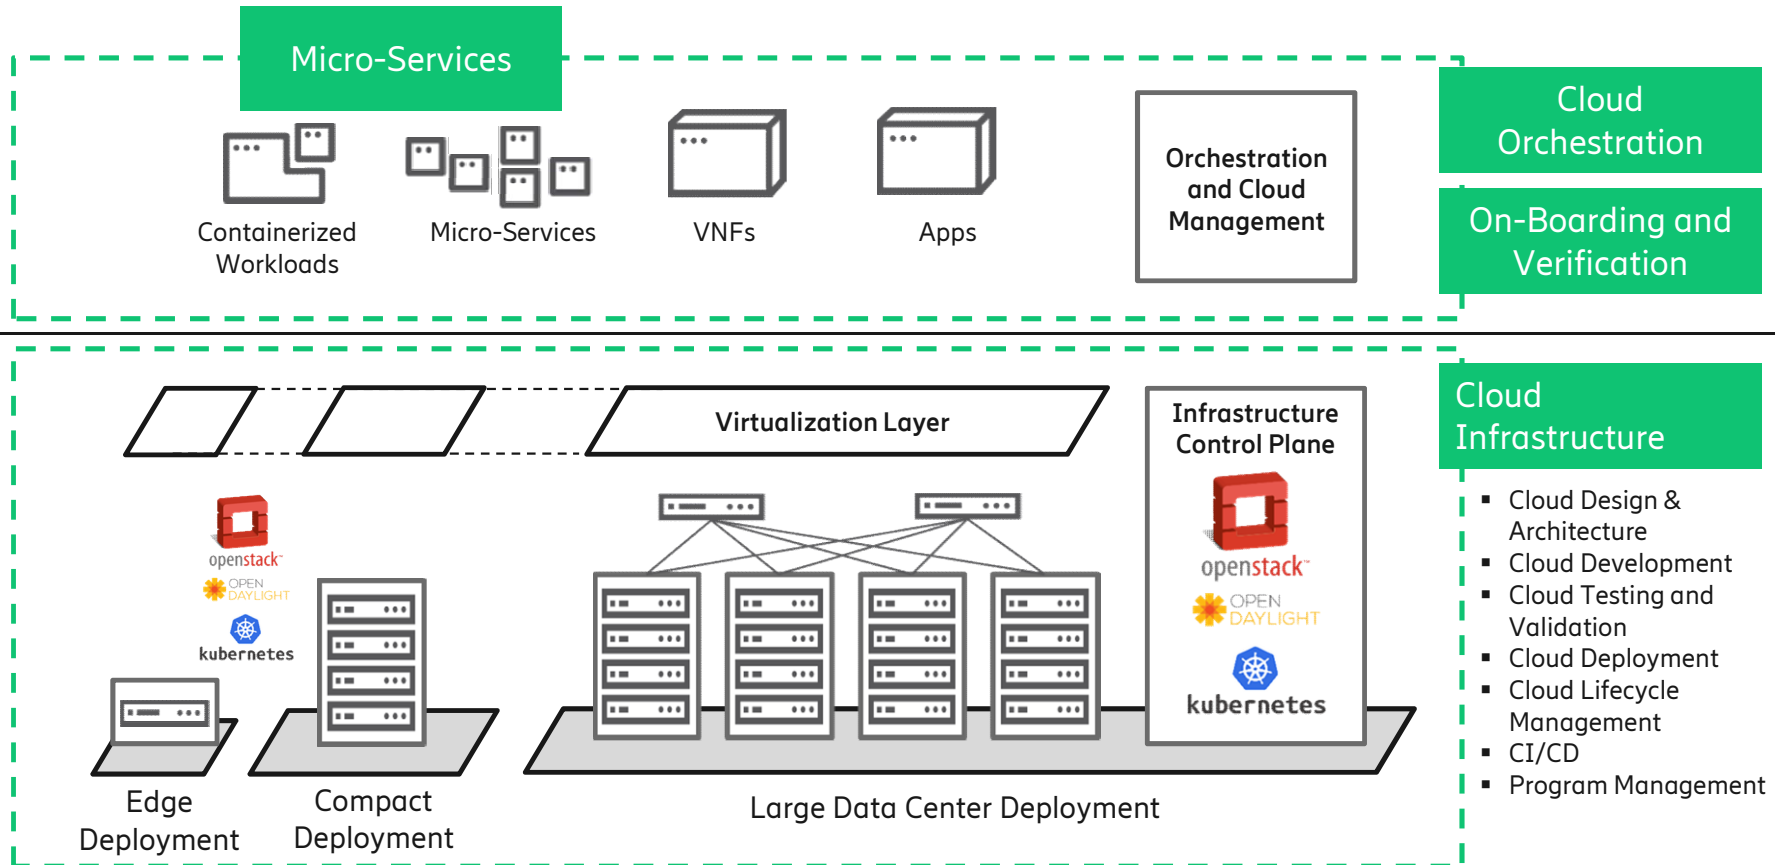 Micro-Services
Cloud
Orchestration
On-Boarding and
Verification
Containerized
Workloads
Micro-Services
VNFs
Apps
Orchestration
and Cloud
Management
Virtualization Layer
Infrastructure
Control Plane
openstack™
OPEN
DAYLIGHT
kubernetes
openstack™
OPEN
DAYLIGHT
kubernetes
Edge
Deployment
Compact
Deployment
Large Data Center Deployment
Cloud
Infrastructure
▪ Cloud Design &
Architecture
▪ Cloud Development
▪ Cloud Testing and
Validation
▪ Cloud Deployment
▪ Cloud Lifecycle
Management
▪ CI/CD
▪ Program Management